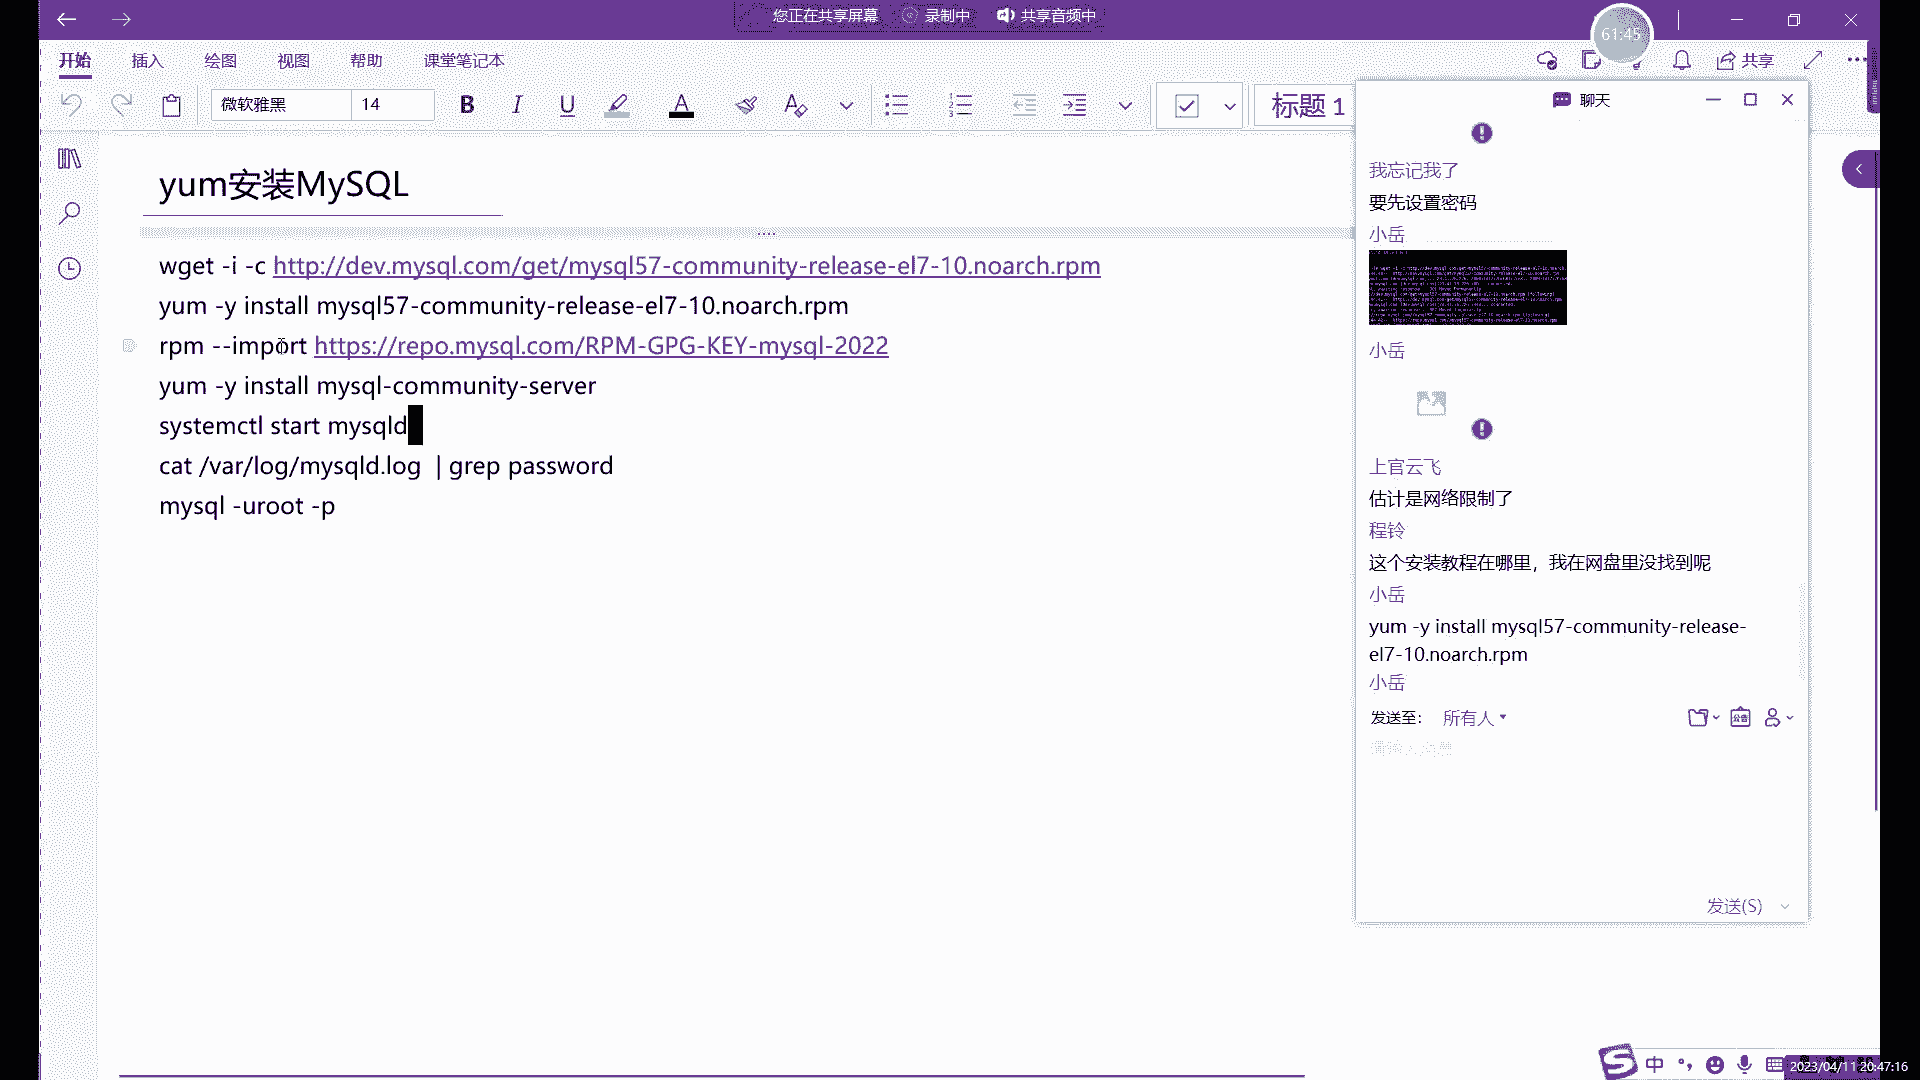 您正在共享屏幕 录制中 共享音频中
61:45
开始 插入 绘图 视图 帮助 课堂笔记本
共享
微软雅黑 14 B I U A 标题 1
yum安装MySQL
wget -i -c http://dev.mysql.com/get/mysql57-community-release-el7-10.noarch.rpm
yum -y install mysql57-community-release-el7-10.noarch.rpm
rpm --import https://repo.mysql.com/RPM-GPG-KEY-mysql-2022
yum -y install mysql-community-server
systemctl start mysqld
cat /var/log/mysqld.log | grep password
mysql -uroot -p
聊天
我忘记我了
要先设置密码
小岳
小岳
上官云飞
估计是网络限制了
程铃
这个安装教程在哪里，我在网盘里没找到呢
小岳
yum -y install mysql57-community-release-
el7-10.noarch.rpm
小岳
发送至： 所有人
公告
发送(S)
中
2023/04/11 20:47:16